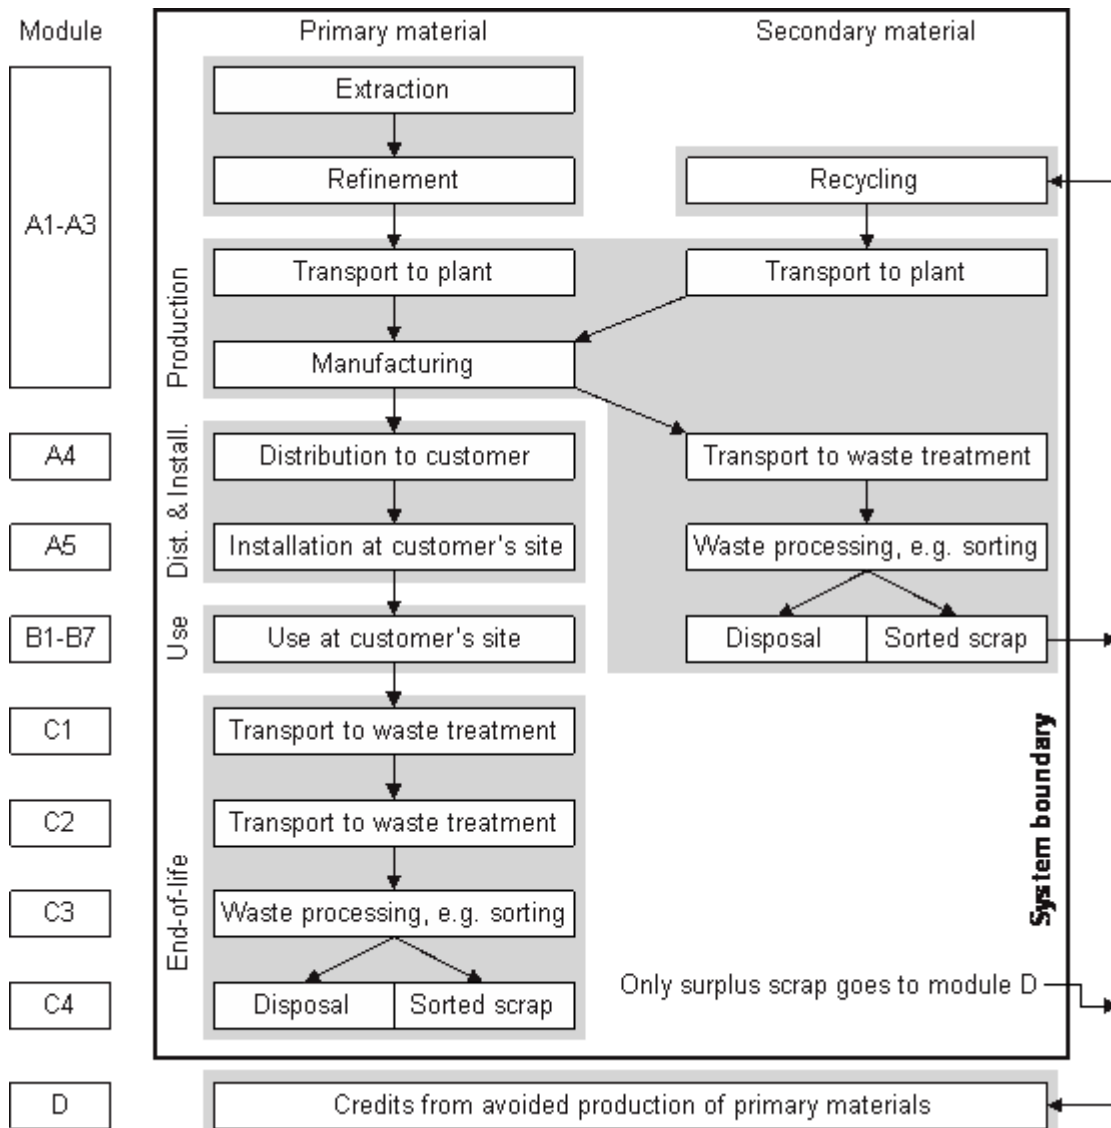 Module
Primary material
Secondary material
A1-A3
Extraction
Refinement
Recycling
Production
Transport to plant
Transport to plant
Manufacturing
Dist. & Install.
A4
Distribution to customer
Transport to waste treatment
A5
Installation at customer's site
Waste processing, e.g. sorting
Use
B1-B7
Use at customer's site
Disposal
Sorted scrap
End-of-life
C1
Transport to waste treatment
C2
Transport to waste treatment
C3
Waste processing, e.g. sorting
C4
Disposal
Sorted scrap
System boundary
Only surplus scrap goes to module D
D
Credits from avoided production of primary materials